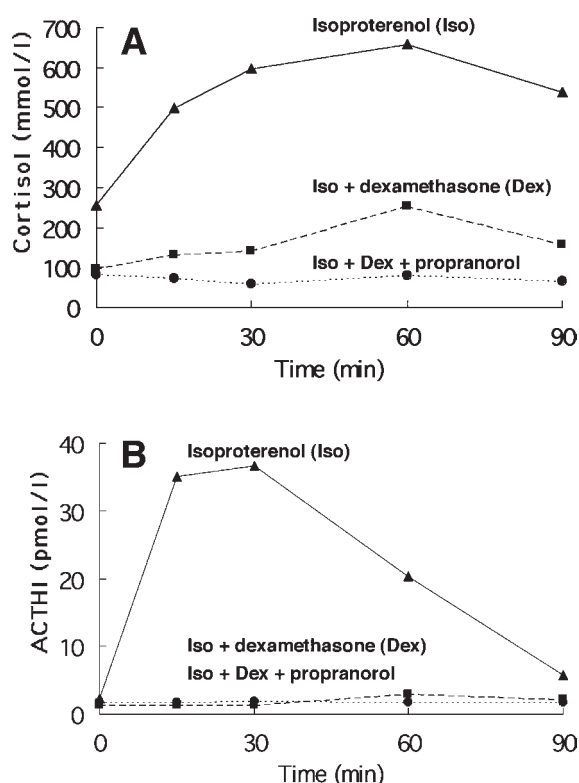 A
Isoproterenol (Iso)
Iso + dexamethasone (Dex)
Iso + Dex + propranorol
Cortisol (mmol/l)
700
600
500
400
300
200
100
0
0 30 60 90
Time (min)
B
Isoproterenol (Iso)
Iso + dexamethasone (Dex)
Iso + Dex + propranorol
ACTHI (pmol/l)
40
30
20
10
0
0 30 60 90
Time (min)